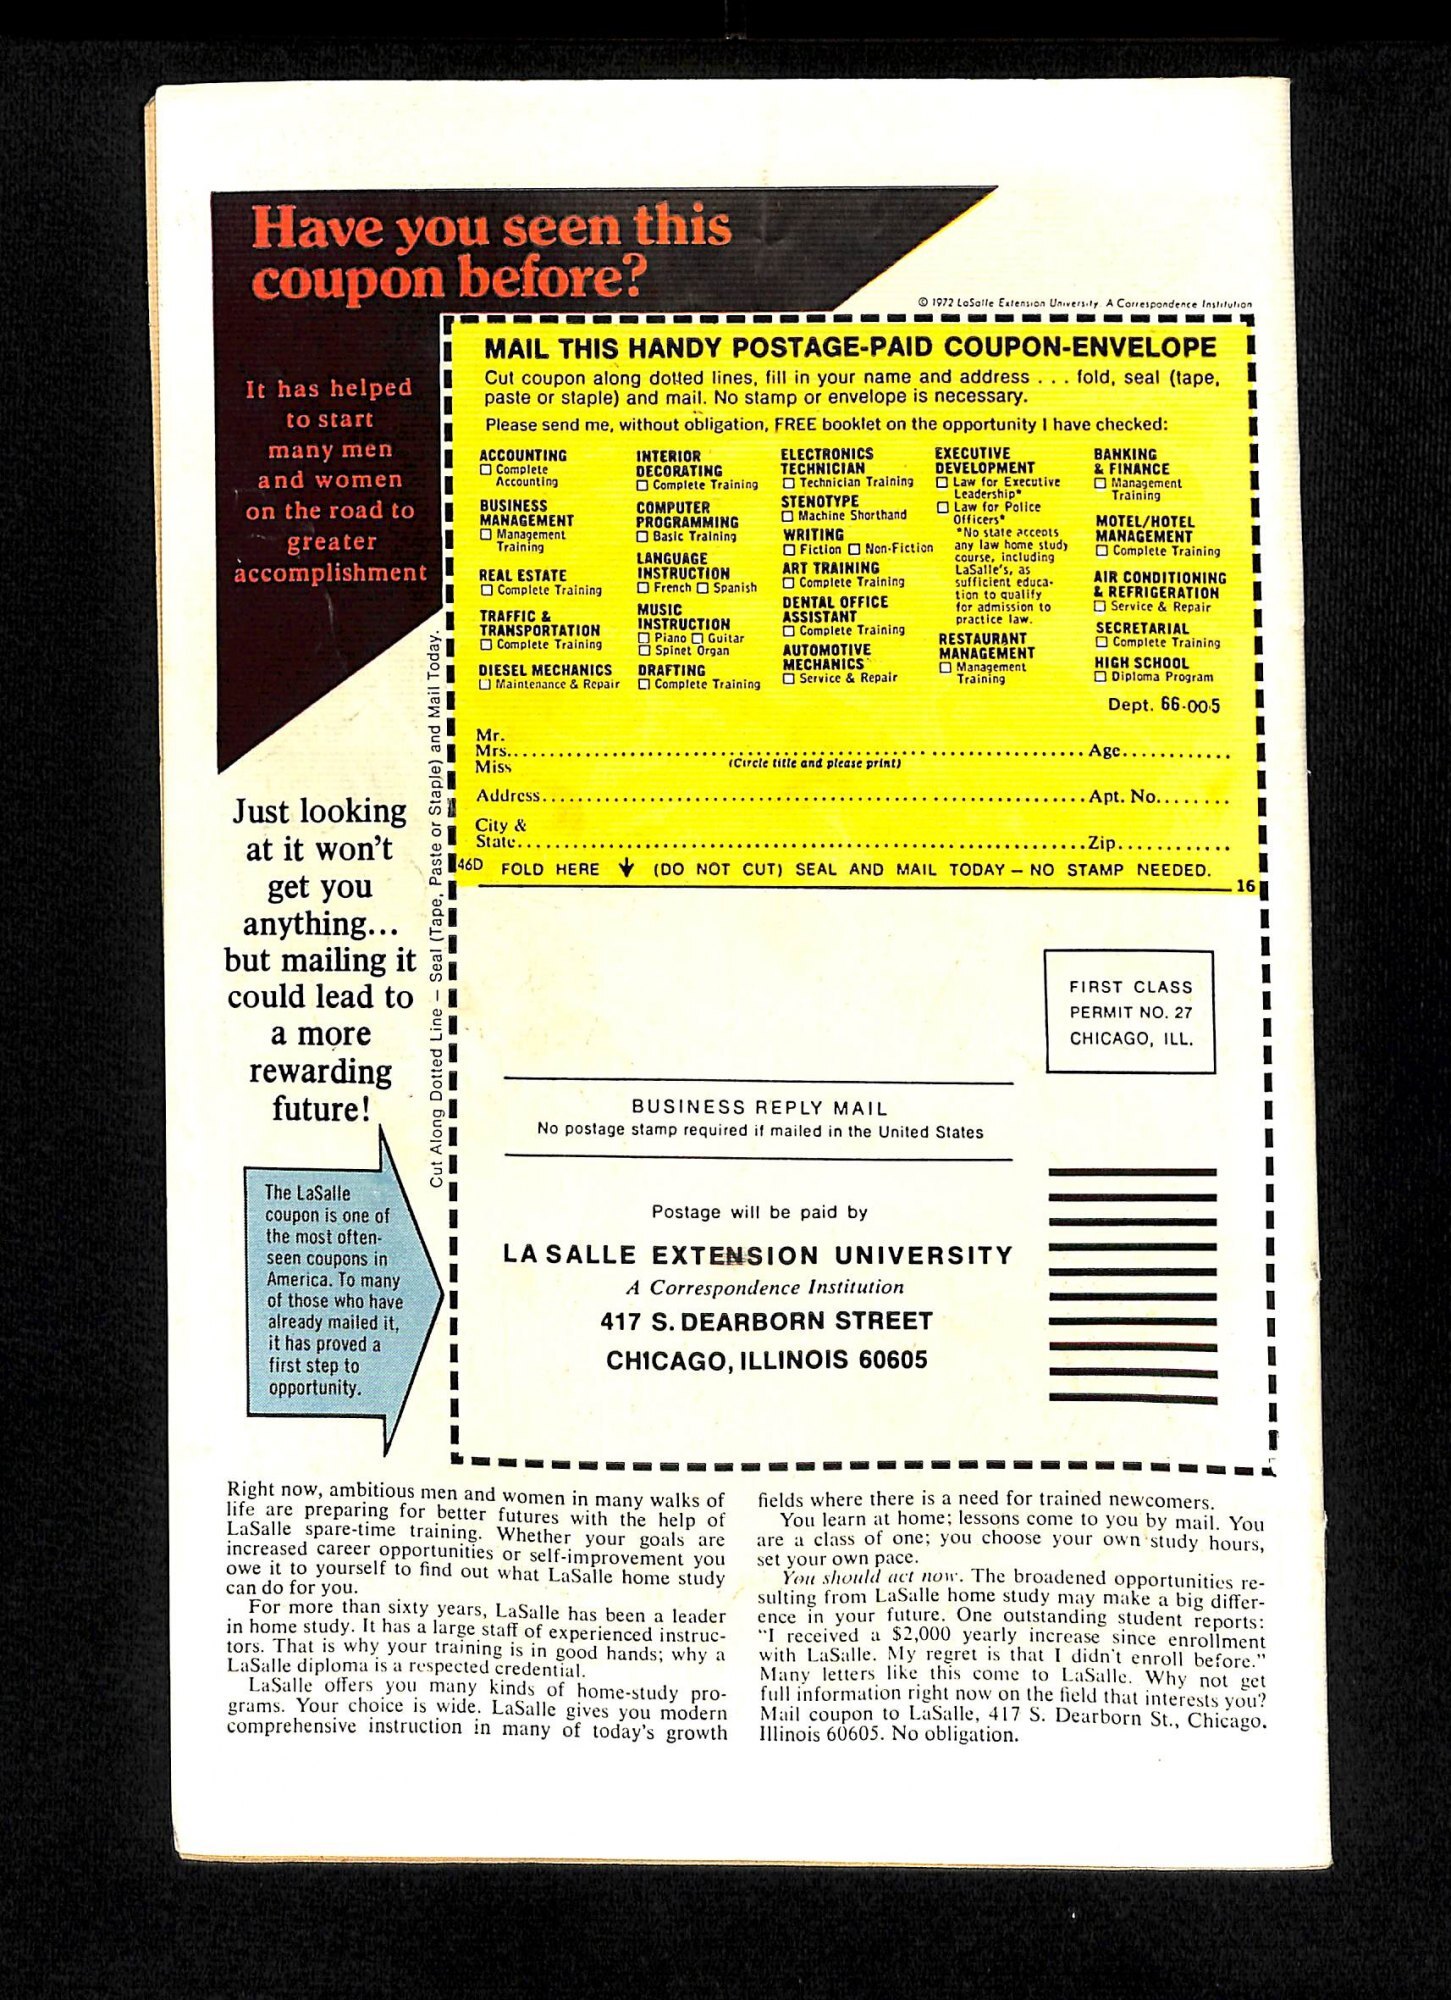 Have you seen this
coupon before?
It has helped
to start
many men
and women
on the road to
greater
accomplishment
Just looking
at it won't
get you
anything...
but mailing it
could lead to
a more
rewarding
future!
The LaSalle
coupon is one of
the most often-
seen coupons in
America. To many
of those who have
already mailed it,
it has proved a
first step to
opportunity.
Cut Along Dotted Line – Seal (Tape, Paste or Staple) and Mail Today.
© 1972 LaSalle Extension University. A Correspondence Institution
MAIL THIS HANDY POSTAGE-PAID COUPON-ENVELOPE
Cut coupon along dotted lines, fill in your name and address . . . fold, seal (tape,
paste or staple) and mail. No stamp or envelope is necessary.
Please send me, without obligation, FREE booklet on the opportunity I have checked:
ACCOUNTING
☐ Complete
Accounting
BUSINESS
MANAGEMENT
☐ Management
Training
REAL ESTATE
☐ Complete Training
TRAFFIC &
TRANSPORTATION
☐ Complete Training
DIESEL MECHANICS
☐ Maintenance & Repair
INTERIOR
DECORATING
☐ Complete Training
COMPUTER
PROGRAMMING
☐ Basic Training
LANGUAGE
INSTRUCTION
☐ French ☐ Spanish
MUSIC
INSTRUCTION
☐ Piano ☐ Guitar
☐ Spinet Organ
DRAFTING
☐ Complete Training
ELECTRONICS
TECHNICIAN
☐ Technician Training
STENOTYPE
☐ Machine Shorthand
WRITING
☐ Fiction ☐ Non-Fiction
ART TRAINING
☐ Complete Training
DENTAL OFFICE
ASSISTANT
☐ Complete Training
AUTOMOTIVE
MECHANICS
☐ Service & Repair
EXECUTIVE
DEVELOPMENT
☐ Law for Executive
Leadership*
☐ Law for Police
Officers*
*No state accepts
any law home study
course, including
LaSalle's, as
sufficient educa-
tion to qualify
for admission to
practice law.
RESTAURANT
MANAGEMENT
☐ Management
Training
BANKING
& FINANCE
☐ Management
Training
MOTEL/HOTEL
MANAGEMENT
☐ Complete Training
AIR CONDITIONING
& REFRIGERATION
☐ Service & Repair
SECRETARIAL
☐ Complete Training
HIGH SCHOOL
☐ Diploma Program
Dept. 66-005
Mr.
Mrs. Age
Miss (Circle title and please print)
Address Apt. No.
City &
State Zip
46D FOLD HERE ↓ (DO NOT CUT) SEAL AND MAIL TODAY – NO STAMP NEEDED.
16
FIRST CLASS
PERMIT NO. 27
CHICAGO, ILL.
BUSINESS REPLY MAIL
No postage stamp required if mailed in the United States
Postage will be paid by
LA SALLE EXTENSION UNIVERSITY
A Correspondence Institution
417 S. DEARBORN STREET
CHICAGO, ILLINOIS 60605
Right now, ambitious men and women in many walks of
life are preparing for better futures with the help of
LaSalle spare-time training. Whether your goals are
increased career opportunities or self-improvement you
owe it to yourself to find out what LaSalle home study
can do for you.
For more than sixty years, LaSalle has been a leader
in home study. It has a large staff of experienced instruc-
tors. That is why your training is in good hands; why a
LaSalle diploma is a respected credential.
LaSalle offers you many kinds of home-study pro-
grams. Your choice is wide. LaSalle gives you modern
comprehensive instruction in many of today's growth
fields where there is a need for trained newcomers.
You learn at home; lessons come to you by mail. You
are a class of one; you choose your own study hours,
set your own pace.
You should act now. The broadened opportunities re-
sulting from LaSalle home study may make a big differ-
ence in your future. One outstanding student reports:
"I received a $2,000 yearly increase since enrollment
with LaSalle. My regret is that I didn't enroll before."
Many letters like this come to LaSalle. Why not get
full information right now on the field that interests you?
Mail coupon to LaSalle, 417 S. Dearborn St., Chicago,
Illinois 60605. No obligation.